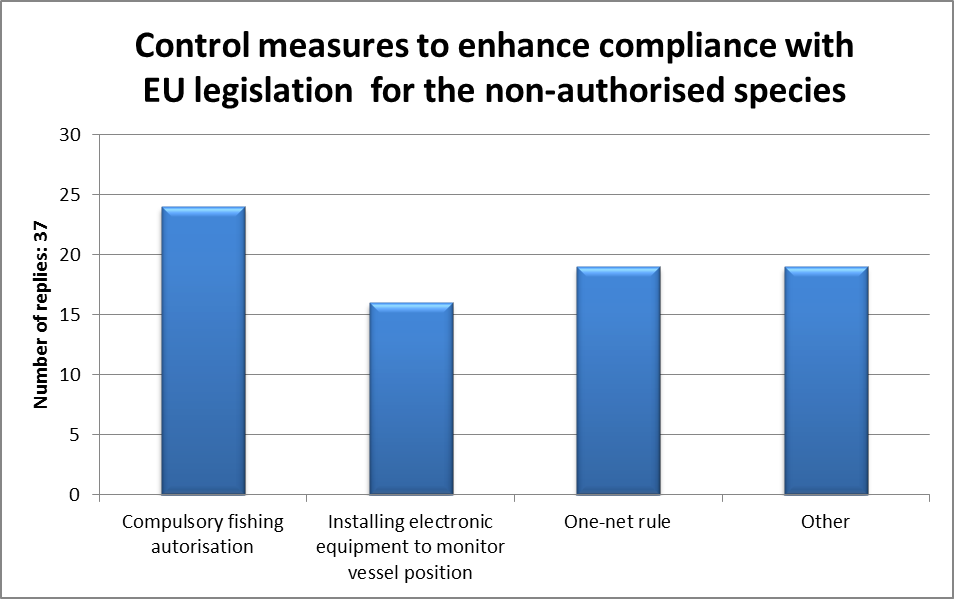 Control measures to enhance compliance with
EU legislation  for the non-authorised species
Number of replies: 37
30
25
20
15
10
5
0
Compulsory fishing
autorisation
Installing electronic
equipment to monitor
vessel position
One-net rule
Other